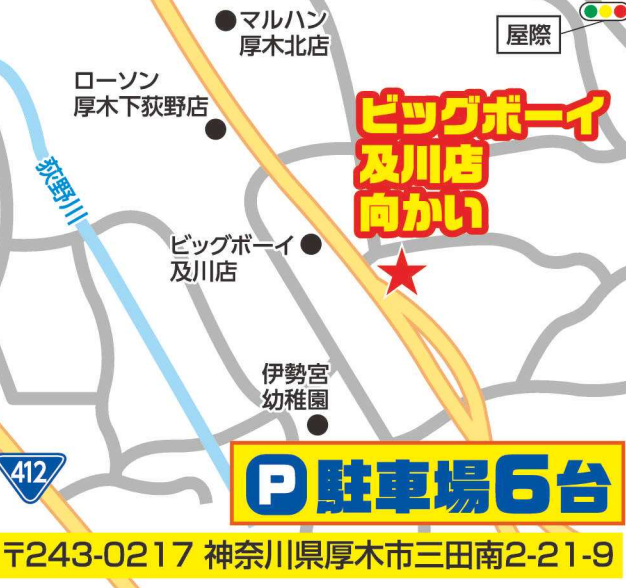 マルハン
厚木北店
屋際
ローソン
厚木下荻野店
ビッグボーイ
及川店
向かい
荻野川
ビッグボーイ
及川店
伊勢宮
幼稚園
412
P駐車場6台
〒243-0217 神奈川県厚木市三田南2-21-9